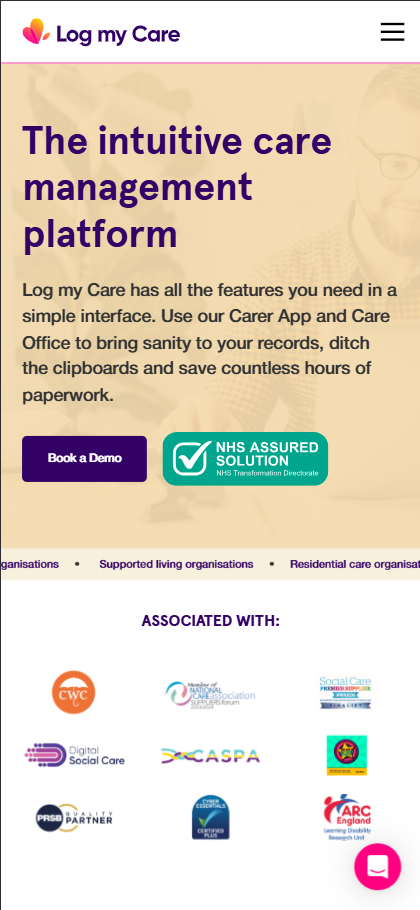 Log my Care
The intuitive care
management
platform
Log my Care has all the features you need in a
simple interface. Use our Carer App and Care
Office to bring sanity to your records, ditch
the clipboards and save countless hours of
paperwork.
Book a Demo
NHS ASSURED
SOLUTION
NHS Transformation Directorate
ganisations • Supported living organisations • Residential care organisat
ASSOCIATED WITH:
CWC
Member of
NATIONAL
CARE association
SUPPLIERS forum
Social Care
PREMIER SUPPLIER
AWARDS
FINALIST
Digital
Social Care
CASPA
PRSB QUALITY
PARTNER
CYBER
ESSENTIALS
CERTIFIED
PLUS
ARC
England
Learning Disability
Research Unit